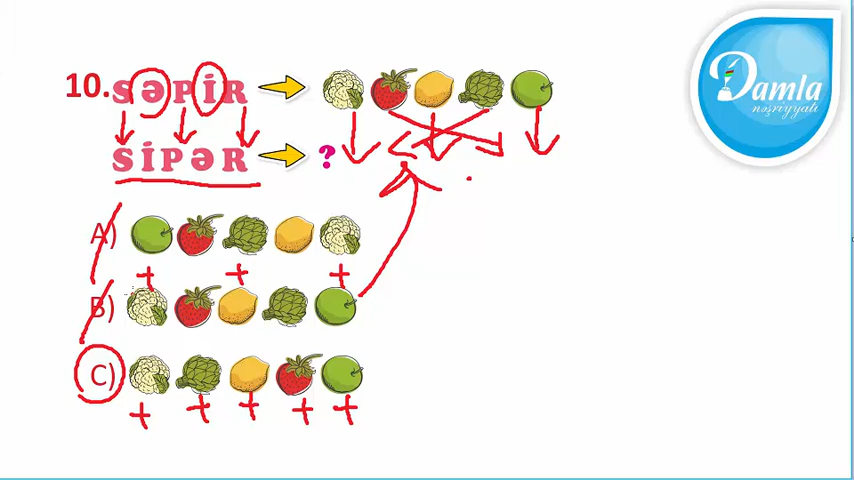 10. SƏPİR
SİPƏR ?
A)
B)
C)
Damla
nəşriyyatı